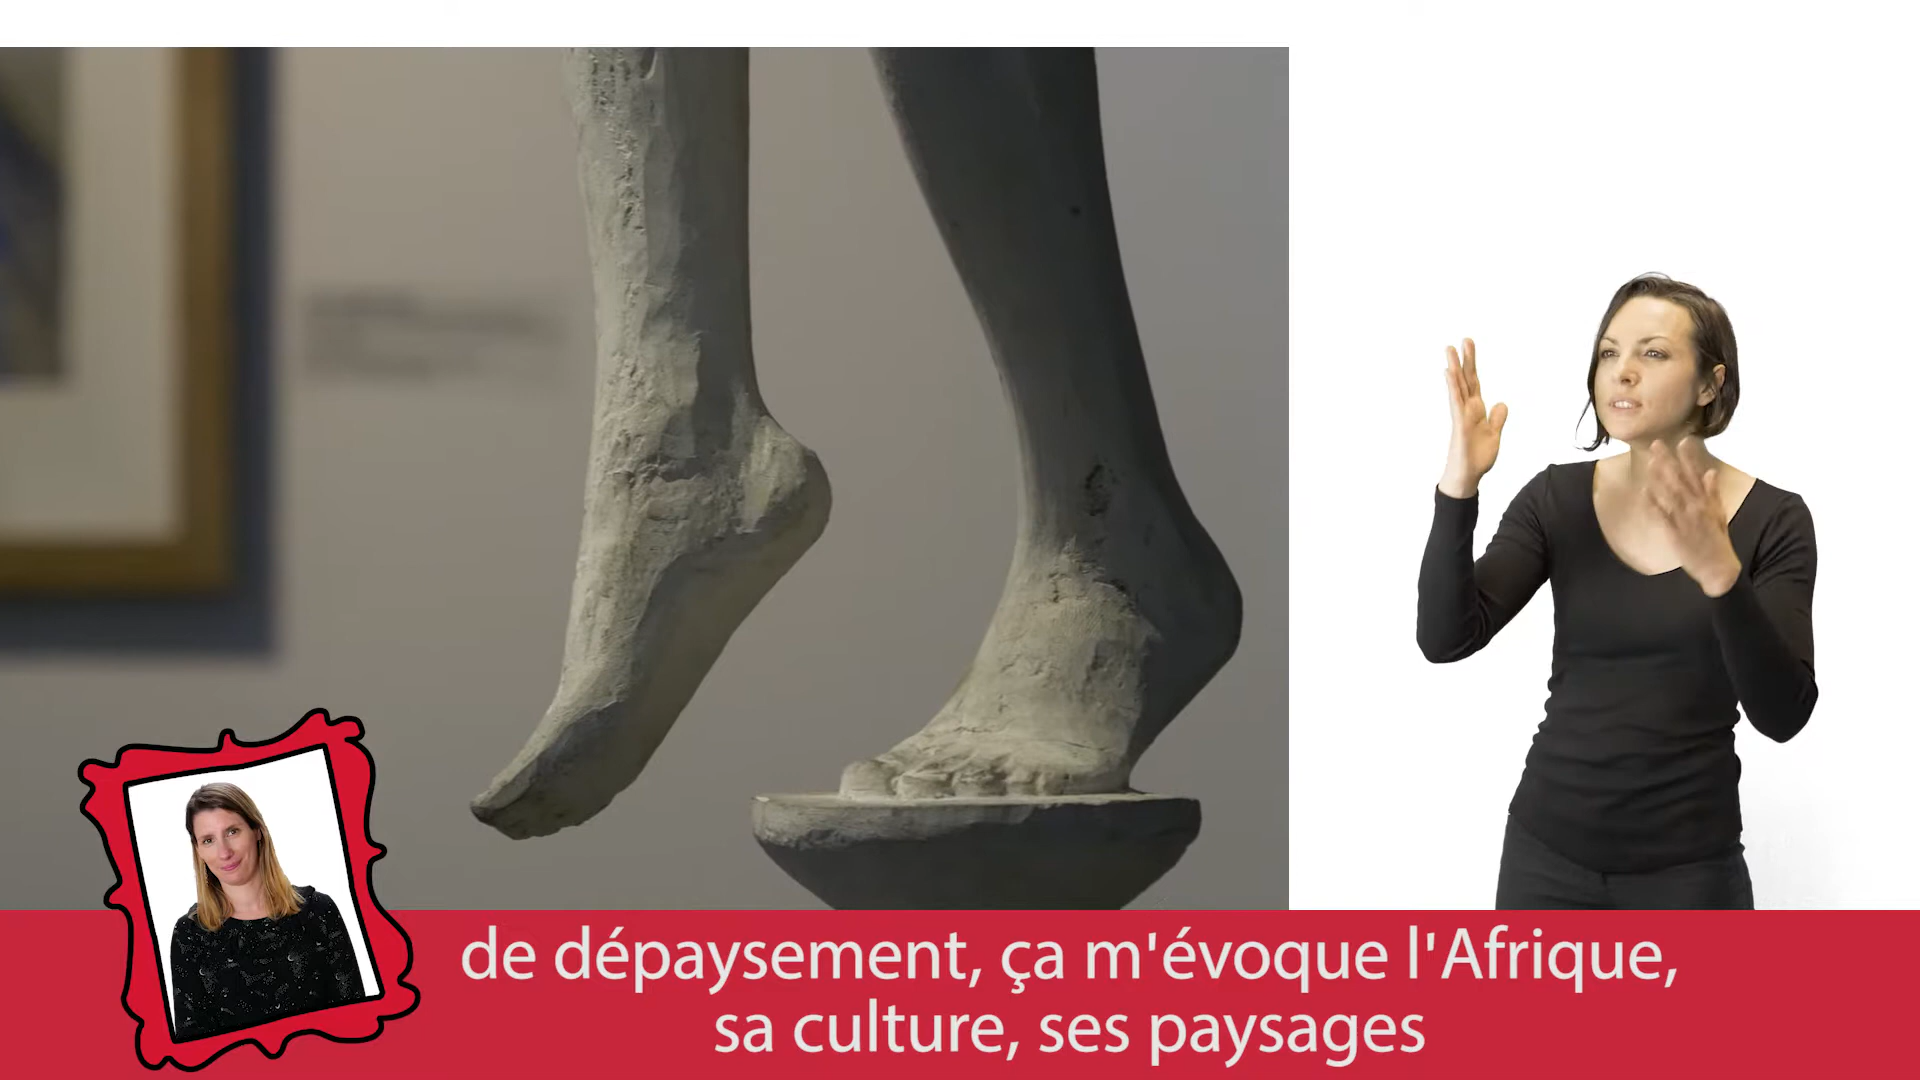 de dépaysement, ça m'évoque l'Afrique,
sa culture, ses paysages